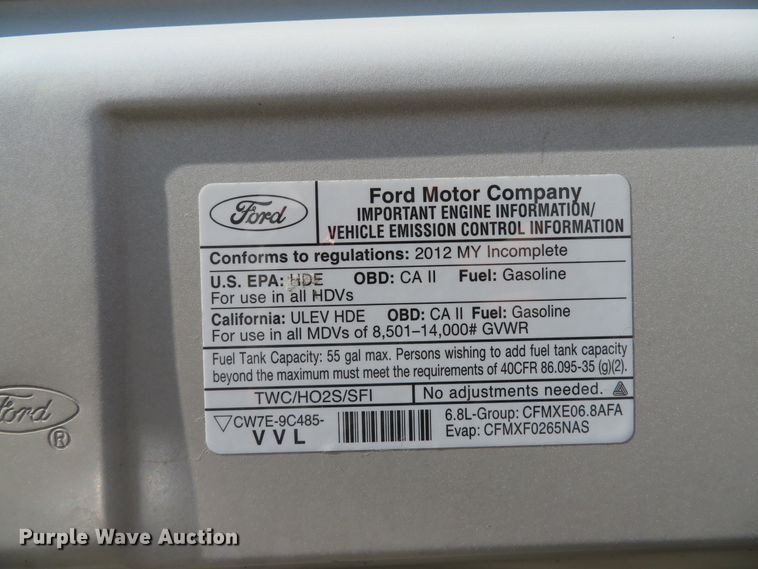 Ford
Ford Motor Company
IMPORTANT ENGINE INFORMATION/
VEHICLE EMISSION CONTROL INFORMATION
Conforms to regulations: 2012 MY Incomplete
U.S. EPA: HDE OBD: CA II Fuel: Gasoline
For use in all HDVs
California: ULEV HDE OBD: CA II Fuel: Gasoline
For use in all MDVs of 8,501–14,000# GVWR
Fuel Tank Capacity: 55 gal max. Persons wishing to add fuel tank capacity
beyond the maximum must meet the requirements of 40CFR 86.095-35 (g)(2).
TWC/HO2S/SFI No adjustments needed.
CW7E-9C485-
V V L
6.8L-Group: CFMXE06.8AFA
Evap: CFMXF0265NAS
Ford
®
Purple Wave Auction